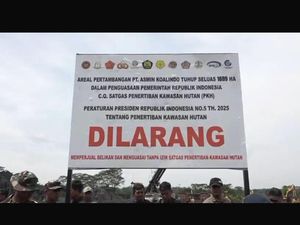 AREAL PERTAMBANGAN PT. ASMIN KOALINDO TUHUP SELUAS 1699 HA
DALAM PENGUASAAN PEMERINTAH REPUBLIK INDONESIA
C.Q. SATGAS PENERTIBAN KAWASAN HUTAN (PKH)
PERATURAN PRESIDEN REPUBLIK INDONESIA NO.5 TH. 2025
TENTANG PENERTIBAN KAWASAN HUTAN
DILARANG
MEMPERJUAL BELIKAN DAN MENGUASAI TANPA IZIN SATGAS PENERTIBAN KAWASAN HUTAN